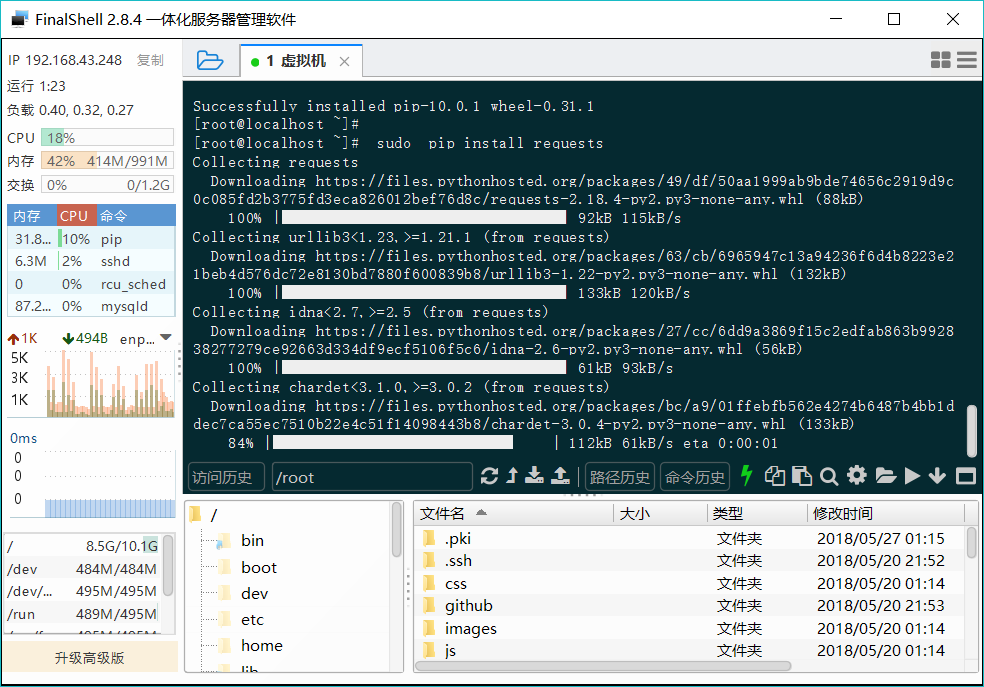 FinalShell 2.8.4 一体化服务器管理软件
IP 192.168.43.248 复制
运行 1:23
负载 0.40, 0.32, 0.27
CPU 18%
内存 42% 414M/991M
交换 0% 0/1.2G
内存 CPU 命令
31.8... 10% pip
6.3M 2% sshd
0 0% rcu_sched
87.2... 0% mysqld
1K 494B enp...
5K
3K
1K
0ms
0
0
0
/ 8.5G/10.1G
/dev 484M/484M
/dev/... 495M/495M
/run 489M/495M
升级高级版
1 虚拟机
Successfully installed pip-10.0.1 wheel-0.31.1
[root@localhost ~]#
[root@localhost ~]#  sudo  pip install requests
Collecting requests
  Downloading https://files.pythonhosted.org/packages/49/df/50aa1999ab9bde74656c2919d9c
0c085fd2b3775fd3eca826012bef76d8c/requests-2.18.4-py2.py3-none-any.whl (88kB)
100% | | 92kB 115kB/s
Collecting urllib3<1.23,>=1.21.1 (from requests)
  Downloading https://files.pythonhosted.org/packages/63/cb/6965947c13a94236f6d4b8223e2
1beb4d576dc72e8130bd7880f600839b8/urllib3-1.22-py2.py3-none-any.whl (132kB)
100% | | 133kB 120kB/s
Collecting idna<2.7,>=2.5 (from requests)
  Downloading https://files.pythonhosted.org/packages/27/cc/6dd9a3869f15c2edfab863b9928
38277279ce92663d334df9ecf5106f5c6/idna-2.6-py2.py3-none-any.whl (56kB)
100% | | 61kB 93kB/s
Collecting chardet<3.1.0,>=3.0.2 (from requests)
  Downloading https://files.pythonhosted.org/packages/bc/a9/01ffebfb562e4274b6487b4bb1d
dec7ca55ec7510b22e4c51f14098443b8/chardet-3.0.4-py2.py3-none-any.whl (133kB)
84% | | 112kB 61kB/s eta 0:00:01
访问历史 /root 路径历史 命令历史
/
bin
boot
dev
etc
home
lib
文件名 大小 类型 修改时间
.pki 文件夹 2018/05/27 01:15
.ssh 文件夹 2018/05/20 21:52
css 文件夹 2018/05/20 01:14
github 文件夹 2018/05/20 21:53
images 文件夹 2018/05/20 01:14
js 文件夹 2018/05/20 01:14